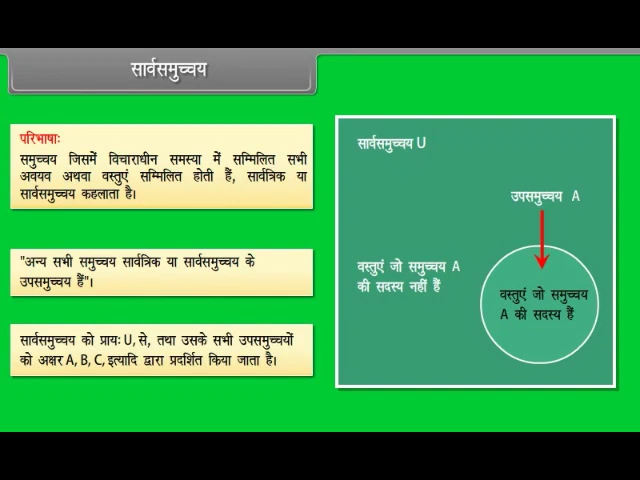 सार्वसमुच्चय
परिभाषाः
समुच्चय जिसमें विचाराधीन समस्या में सम्मिलित सभी
अवयव अथवा वस्तुएं सम्मिलित होती हैं, सार्वत्रिक या
सार्वसमुच्चय कहलाता है।
"अन्य सभी समुच्चय सार्वत्रिक या सार्वसमुच्चय के
उपसमुच्चय हैं"।
सार्वसमुच्चय को प्रायः U, से, तथा उसके सभी उपसमुच्चयों
को अक्षर A, B, C, इत्यादि द्वारा प्रदर्शित किया जाता है।
सार्वसमुच्चय U
उपसमुच्चय A
वस्तुएं जो समुच्चय A
की सदस्य नहीं हैं
वस्तुएं जो समुच्चय
A की सदस्य हैं